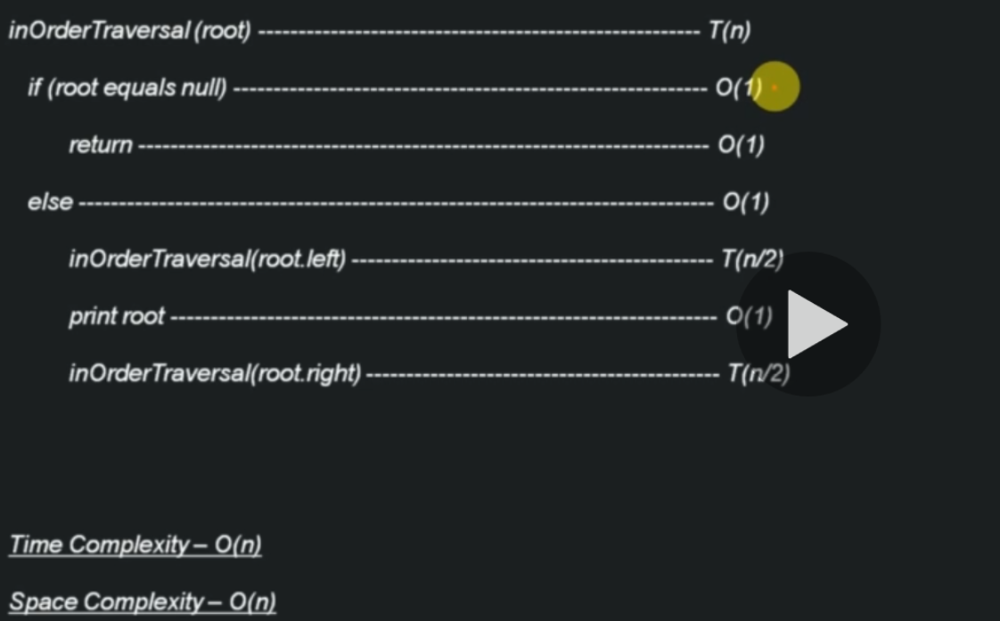 inOrderTraversal (root) ------------------------------------------------------- T(n)
if (root equals null) ----------------------------------------------------------- O(1)
return ----------------------------------------------------------------------- O(1)
else ------------------------------------------------------------------------------- O(1)
inOrderTraversal(root.left) --------------------------------------------- T(n/2)
print root -------------------------------------------------------------------- O(1)
inOrderTraversal(root.right) -------------------------------------------- T(n/2)
Time Complexity – O(n)
Space Complexity – O(n)